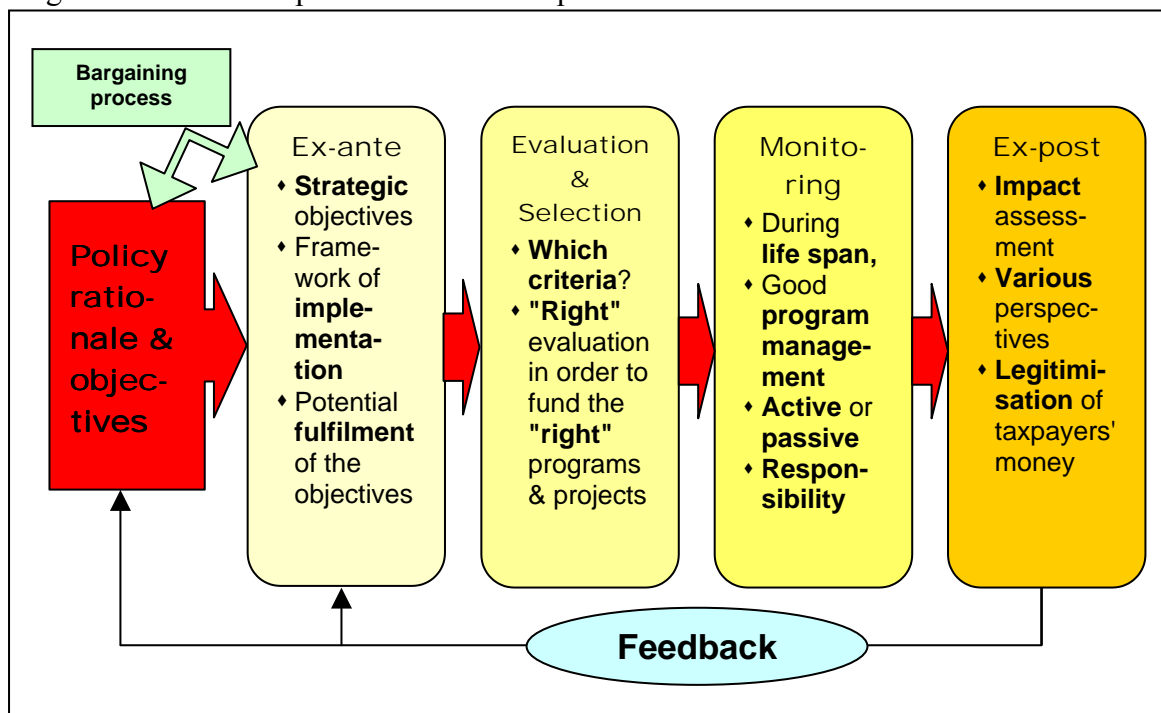 Bargaining
process
Policy
ratio-
nale &
objec-
tives
Ex-ante
♦ Strategic
objectives
♦ Frame-
work of
imple-
menta-
tion
♦ Potential
fulfilment
of the
objectives
Evaluation
&
Selection
♦ Which
criteria?
♦ "Right"
evaluation
in order to
fund the
"right"
programs
& projects
Monito-
ring
♦ During
life span,
♦ Good
program
manage-
ment
♦ Active or
passive
♦ Respon-
sibility
Ex-post
♦ Impact
assess-
ment
♦ Various
perspec-
tives
♦ Legitimi-
sation of
taxpayers'
money
Feedback